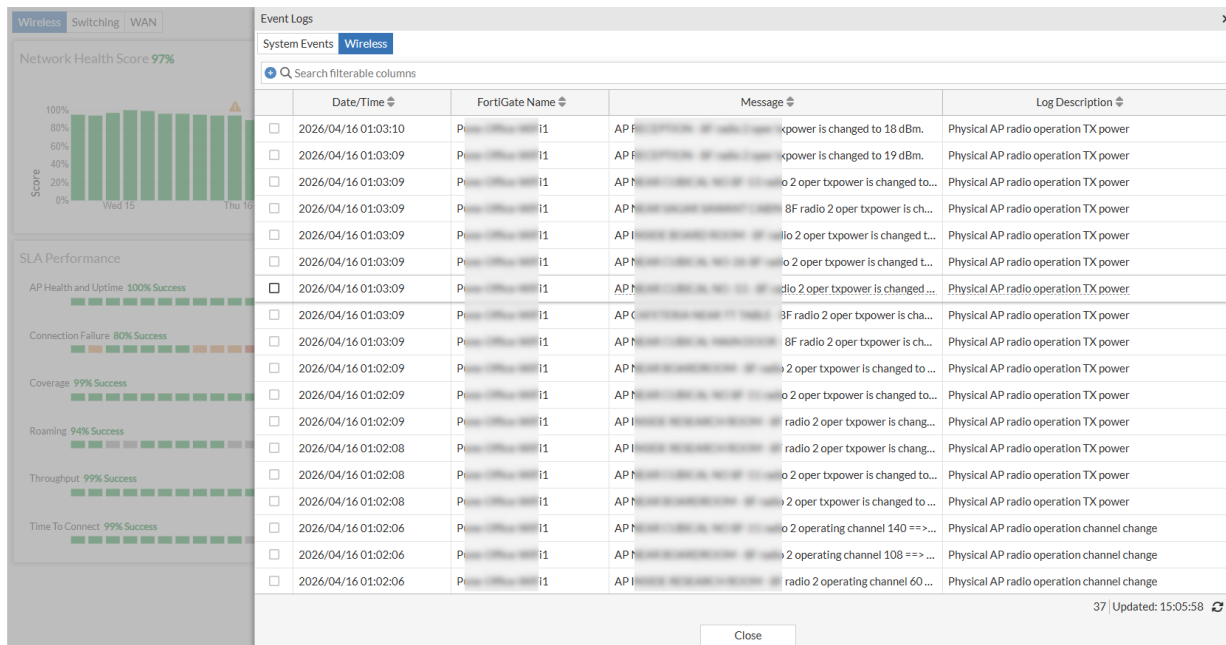 Wireless Switching WAN
Network Health Score 97%
100%
80%
60%
40%
20%
0%
Score
Wed 15 Thu 16
SLA Performance
AP Health and Uptime 100% Success
Connection Failure 80% Success
Coverage 99% Success
Roaming 94% Success
Throughput 99% Success
Time To Connect 99% Success
Event Logs
System Events Wireless
Search filterable columns
Date/Time FortiGate Name Message Log Description
2026/04/16 01:03:10 AP txpower is changed to 18 dBm. Physical AP radio operation TX power
2026/04/16 01:03:09 AP txpower is changed to 19 dBm. Physical AP radio operation TX power
2026/04/16 01:03:09 AP 2 oper txpower is changed to... Physical AP radio operation TX power
2026/04/16 01:03:09 AP 8F radio 2 oper txpower is ch... Physical AP radio operation TX power
2026/04/16 01:03:09 AP 2 oper txpower is changed t... Physical AP radio operation TX power
2026/04/16 01:03:09 AP 2 oper txpower is changed t... Physical AP radio operation TX power
2026/04/16 01:03:09 AP 2 oper txpower is changed ... Physical AP radio operation TX power
2026/04/16 01:03:09 AP 8F radio 2 oper txpower is cha... Physical AP radio operation TX power
2026/04/16 01:03:09 AP 8F radio 2 oper txpower is ch... Physical AP radio operation TX power
2026/04/16 01:02:09 AP 2 oper txpower is changed to ... Physical AP radio operation TX power
2026/04/16 01:02:09 AP 2 oper txpower is changed to... Physical AP radio operation TX power
2026/04/16 01:02:09 AP radio 2 oper txpower is chang... Physical AP radio operation TX power
2026/04/16 01:02:08 AP radio 2 oper txpower is chang... Physical AP radio operation TX power
2026/04/16 01:02:08 AP 2 oper txpower is changed to... Physical AP radio operation TX power
2026/04/16 01:02:08 AP 2 oper txpower is changed to ... Physical AP radio operation TX power
2026/04/16 01:02:06 AP 2 operating channel 140 ==>... Physical AP radio operation channel change
2026/04/16 01:02:06 AP 2 operating channel 108 ==> ... Physical AP radio operation channel change
2026/04/16 01:02:06 AP radio 2 operating channel 60 ... Physical AP radio operation channel change
37 Updated: 15:05:58
Close